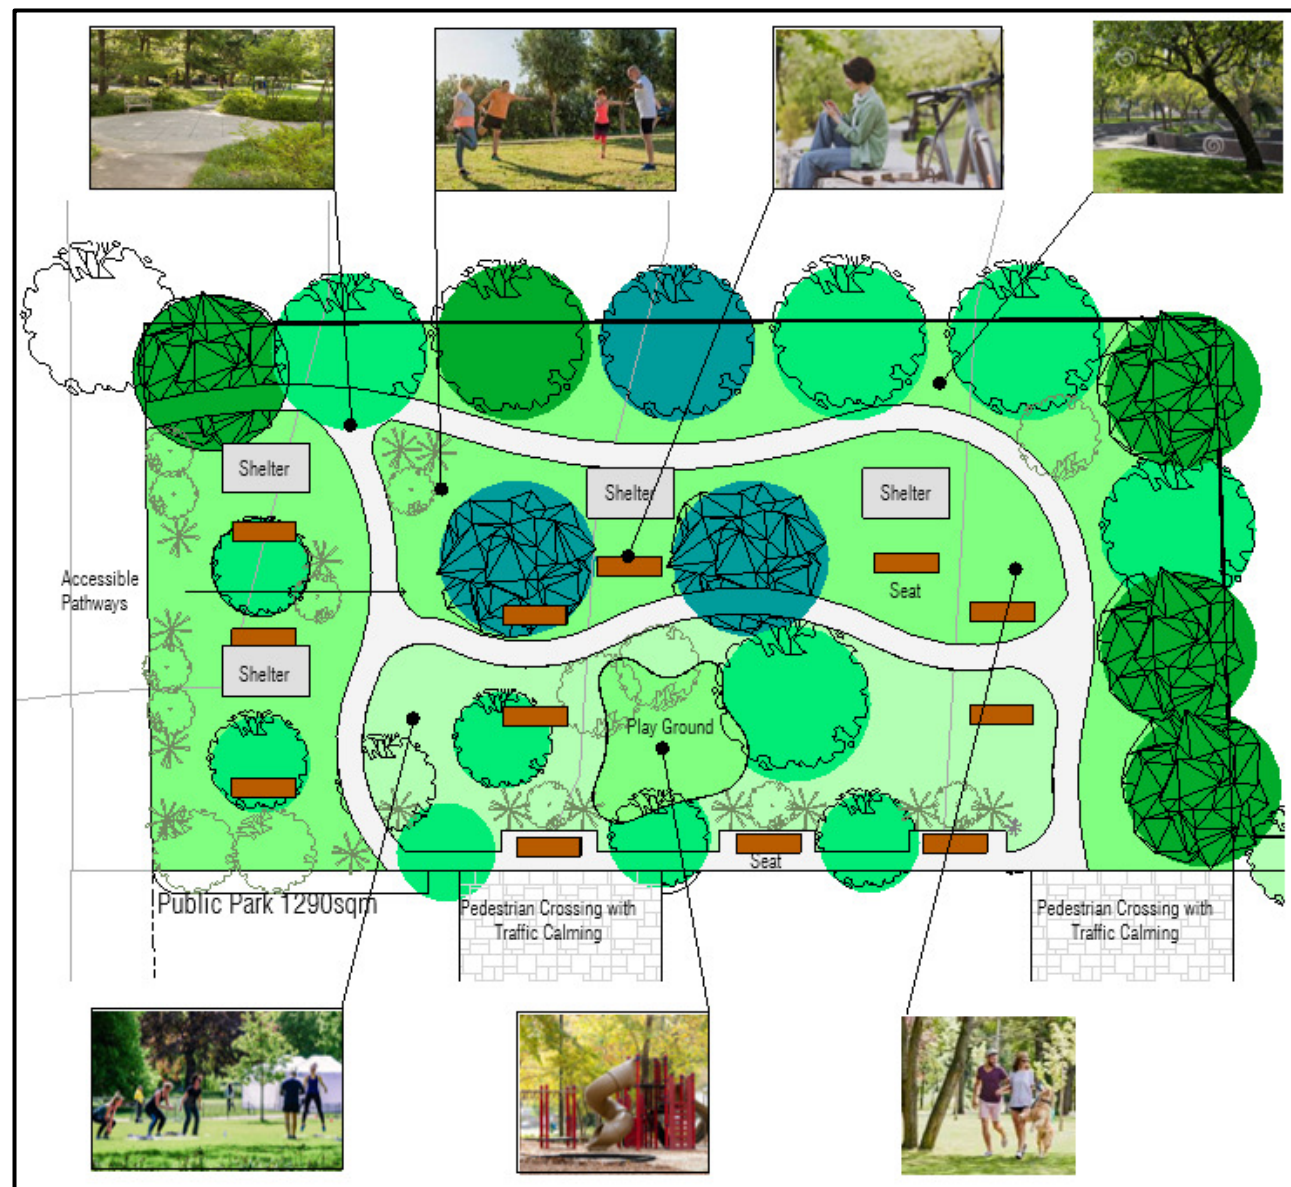 Shelter
Shelter
Shelter
Accessible
Pathways
Seat
Shelter
Play Ground
Seat
Public Park 1290sqm
Pedestrian Crossing with
Traffic Calming
Pedestrian Crossing with
Traffic Calming